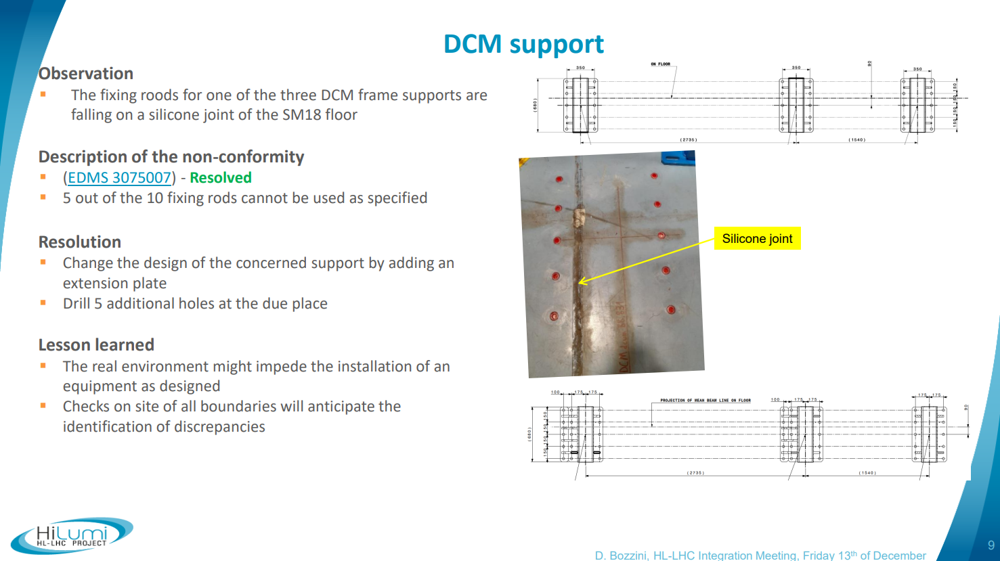 DCM support
Observation
The fixing roods for one of the three DCM frame supports are
falling on a silicone joint of the SM18 floor
Description of the non-conformity
(EDMS 3075007) - Resolved
5 out of the 10 fixing rods cannot be used as specified
Resolution
Change the design of the concerned support by adding an
extension plate
Drill 5 additional holes at the due place
Lesson learned
The real environment might impede the installation of an
equipment as designed
Checks on site of all boundaries will anticipate the
identification of discrepancies
ON FLOOR
350
350
350
90
(680)
150
150
150
150
(2735)
(1540)
Silicone joint
100
175
175
PROJECTION OF MEAN BEAM LINE ON FLOOR
100
175
175
175
175
90
(680)
150
150
150
150
(2735)
(1540)
HiLumi
HL-LHC PROJECT
D. Bozzini, HL-LHC Integration Meeting, Friday 13th of December
9